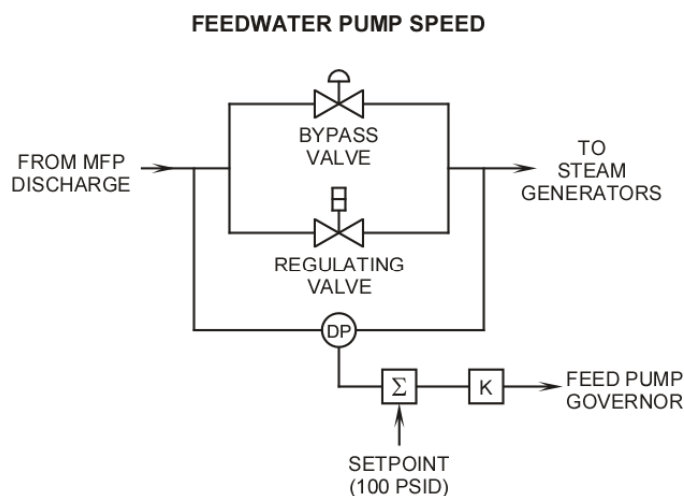 FEEDWATER PUMP SPEED
BYPASS
VALVE
FROM MFP
DISCHARGE
TO
STEAM
GENERATORS
REGULATING
VALVE
DP
Σ
K
FEED PUMP
GOVERNOR
SETPOINT
(100 PSID)